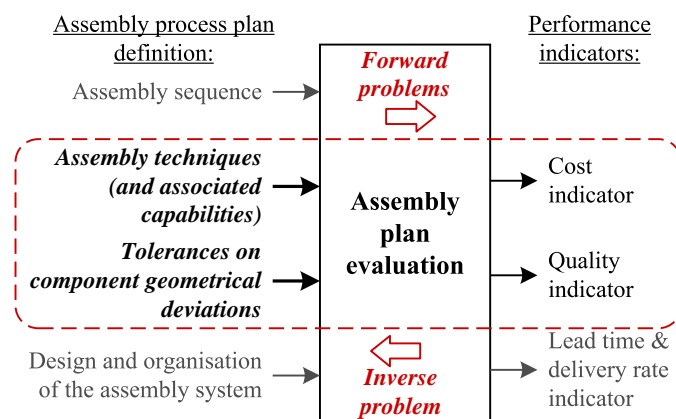 Assembly process plan
definition:
Assembly sequence
Assembly techniques
(and associated
capabilities)
Tolerances on
component geometrical
deviations
Design and organisation
of the assembly system
Forward
problems
Assembly
plan
evaluation
Inverse
problem
Performance
indicators:
Cost
indicator
Quality
indicator
Lead time &
delivery rate
indicator